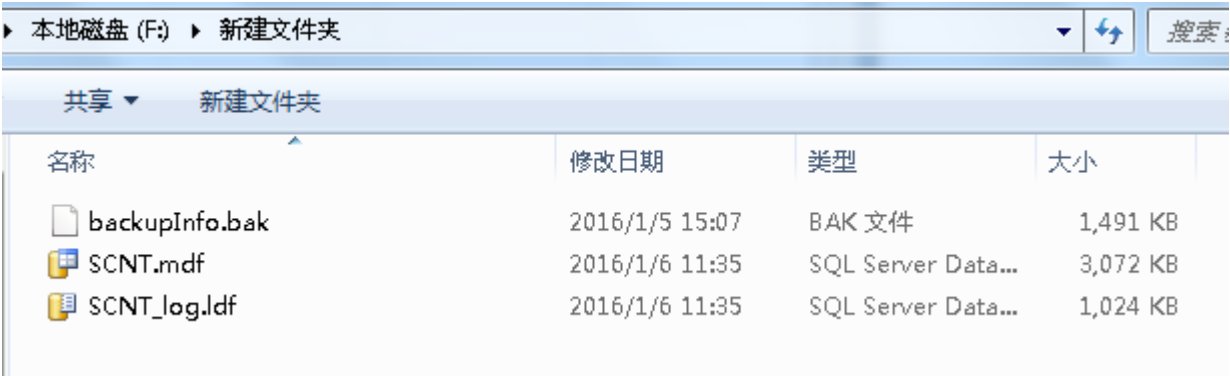 本地磁盘 (F:) 新建文件夹 搜索
共享 新建文件夹
名称 修改日期 类型 大小
backupInfo.bak 2016/1/5 15:07 BAK 文件 1,491 KB
SCNT.mdf 2016/1/6 11:35 SQL Server Data... 3,072 KB
SCNT_log.ldf 2016/1/6 11:35 SQL Server Data... 1,024 KB